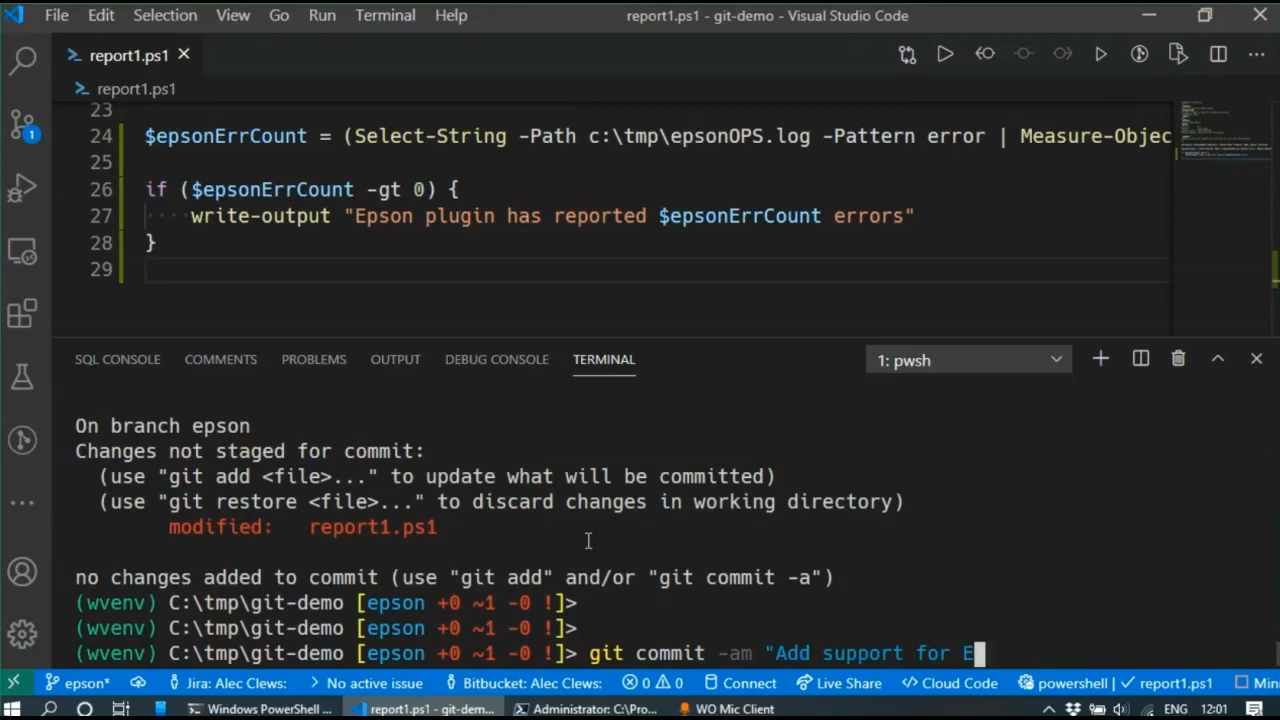 File Edit Selection View Go Run Terminal Help report1.ps1 - git-demo - Visual Studio Code
report1.ps1
report1.ps1
23
24 $epsonErrCount = (Select-String -Path c:\tmp\epsonOPS.log -Pattern error | Measure-Objec
25
26 if ($epsonErrCount -gt 0) {
27 write-output "Epson plugin has reported $epsonErrCount errors"
28 }
29
1
SQL CONSOLE COMMENTS PROBLEMS OUTPUT DEBUG CONSOLE TERMINAL 1: pwsh
On branch epson
Changes not staged for commit:
(use "git add <file>..." to update what will be committed)
(use "git restore <file>..." to discard changes in working directory)
modified: report1.ps1
no changes added to commit (use "git add" and/or "git commit -a")
(wvenv) C:\tmp\git-demo [epson +0 ~1 -0 !]>
(wvenv) C:\tmp\git-demo [epson +0 ~1 -0 !]>
(wvenv) C:\tmp\git-demo [epson +0 ~1 -0 !]> git commit -am "Add support for E
epson* Jira: Alec Clews: No active issue Bitbucket: Alec Clews: 0 0 Connect Live Share Cloud Code powershell | report1.ps1 Min
Windows PowerShell ... report1.ps1 - git-dem... Administrator: C:\Pro... WO Mic Client ENG 12:01